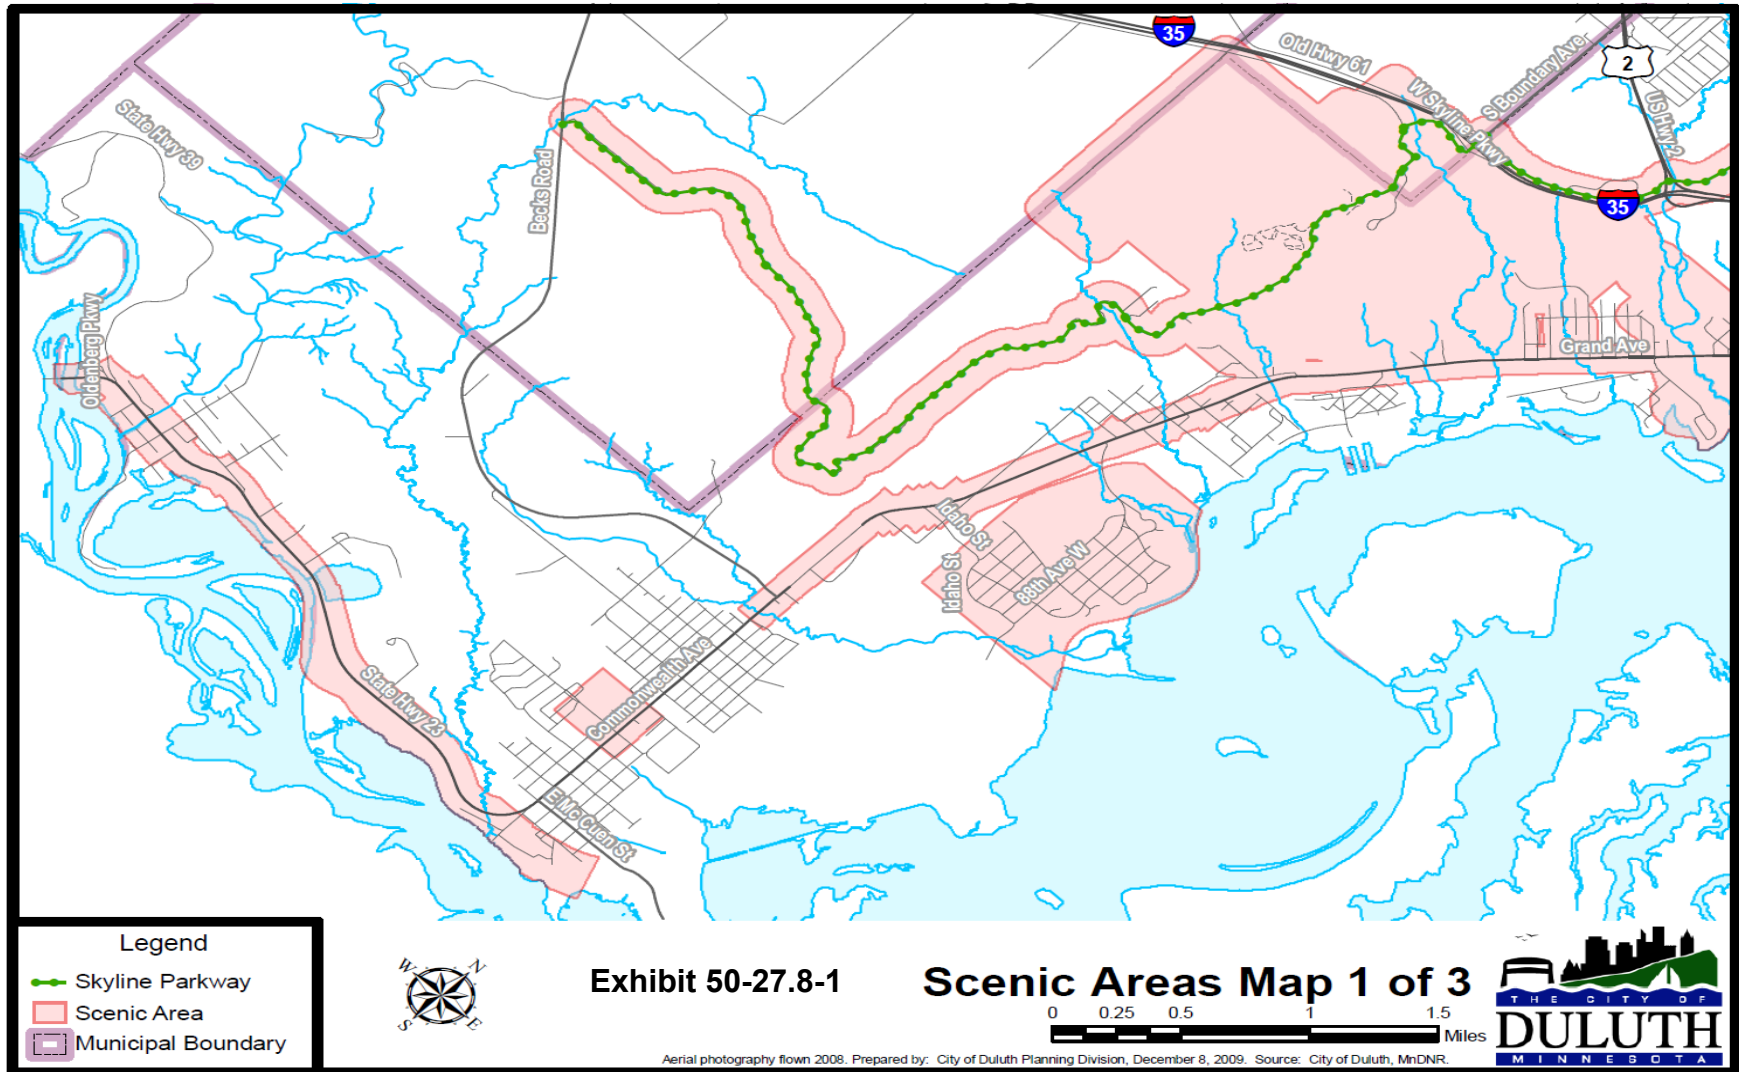 35
Old Hwy 61
W Skyline Pkwy
S Boundary Ave
2
US Hwy 2
State Hwy 39
Becks Road
35
Oldenberg Pkwy
Grand Ave
Idaho St
Idaho St
88th Ave W
Commonwealth Ave
State Hwy 23
E Mc Cuen St
Legend
Skyline Parkway
Scenic Area
Municipal Boundary
W N
S E
Exhibit 50-27.8-1
Scenic Areas Map 1 of 3
0 0.25 0.5 1 1.5
Miles
THE CITY OF
DULUTH
MINNESOTA
Aerial photography flown 2008. Prepared by: City of Duluth Planning Division, December 8, 2009. Source: City of Duluth, MnDNR.